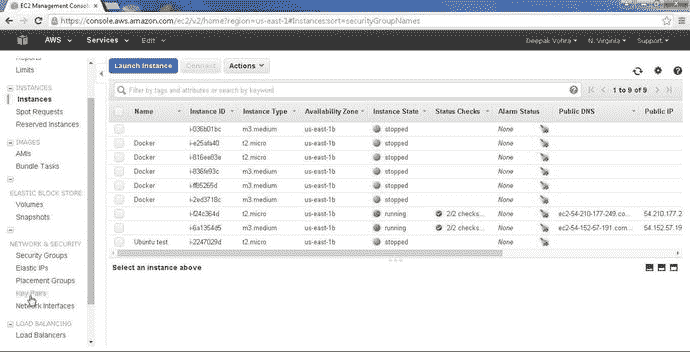 EC2 Management Conso
https://console.aws.amazon.com/ec2/v2/home?region=us-east-1#Instances:sort=securityGroupNames
AWS Services Edit Deepak Vohra N. Virginia Support
Reports
Limits
INSTANCES
Instances
Spot Requests
Reserved Instances
IMAGES
AMIs
Bundle Tasks
ELASTIC BLOCK STORE
Volumes
Snapshots
NETWORK & SECURITY
Security Groups
Elastic IPs
Placement Groups
Key Pairs
Network Interfaces
LOAD BALANCING
Load Balancers
Launch Instance Connect Actions
Filter by tags and attributes or search by keyword 1 to 9 of 9
Name Instance ID Instance Type Availability Zone Instance State Status Checks Alarm Status Public DNS Public IP
i-036b01bc m3.medium us-east-1b stopped None
Docker i-e25afa40 t2.micro us-east-1b stopped None
Docker i-816ea83e t2.micro us-east-1b stopped None
Docker i-836fe93c m3.medium us-east-1b stopped None
Docker i-ffb5265d m3.medium us-east-1b stopped None
Docker i-2ed3718c m3.medium us-east-1b stopped None
i-f24c364d t2.micro us-east-1b running 2/2 checks... None ec2-54-210-177-249.co... 54.210.177.2
i-6a1354d5 m3.medium us-east-1b running 2/2 checks... None ec2-54-152-57-191.com... 54.152.57.19
Ubuntu test i-2247029d t2.micro us-east-1b stopped None
Select an instance above